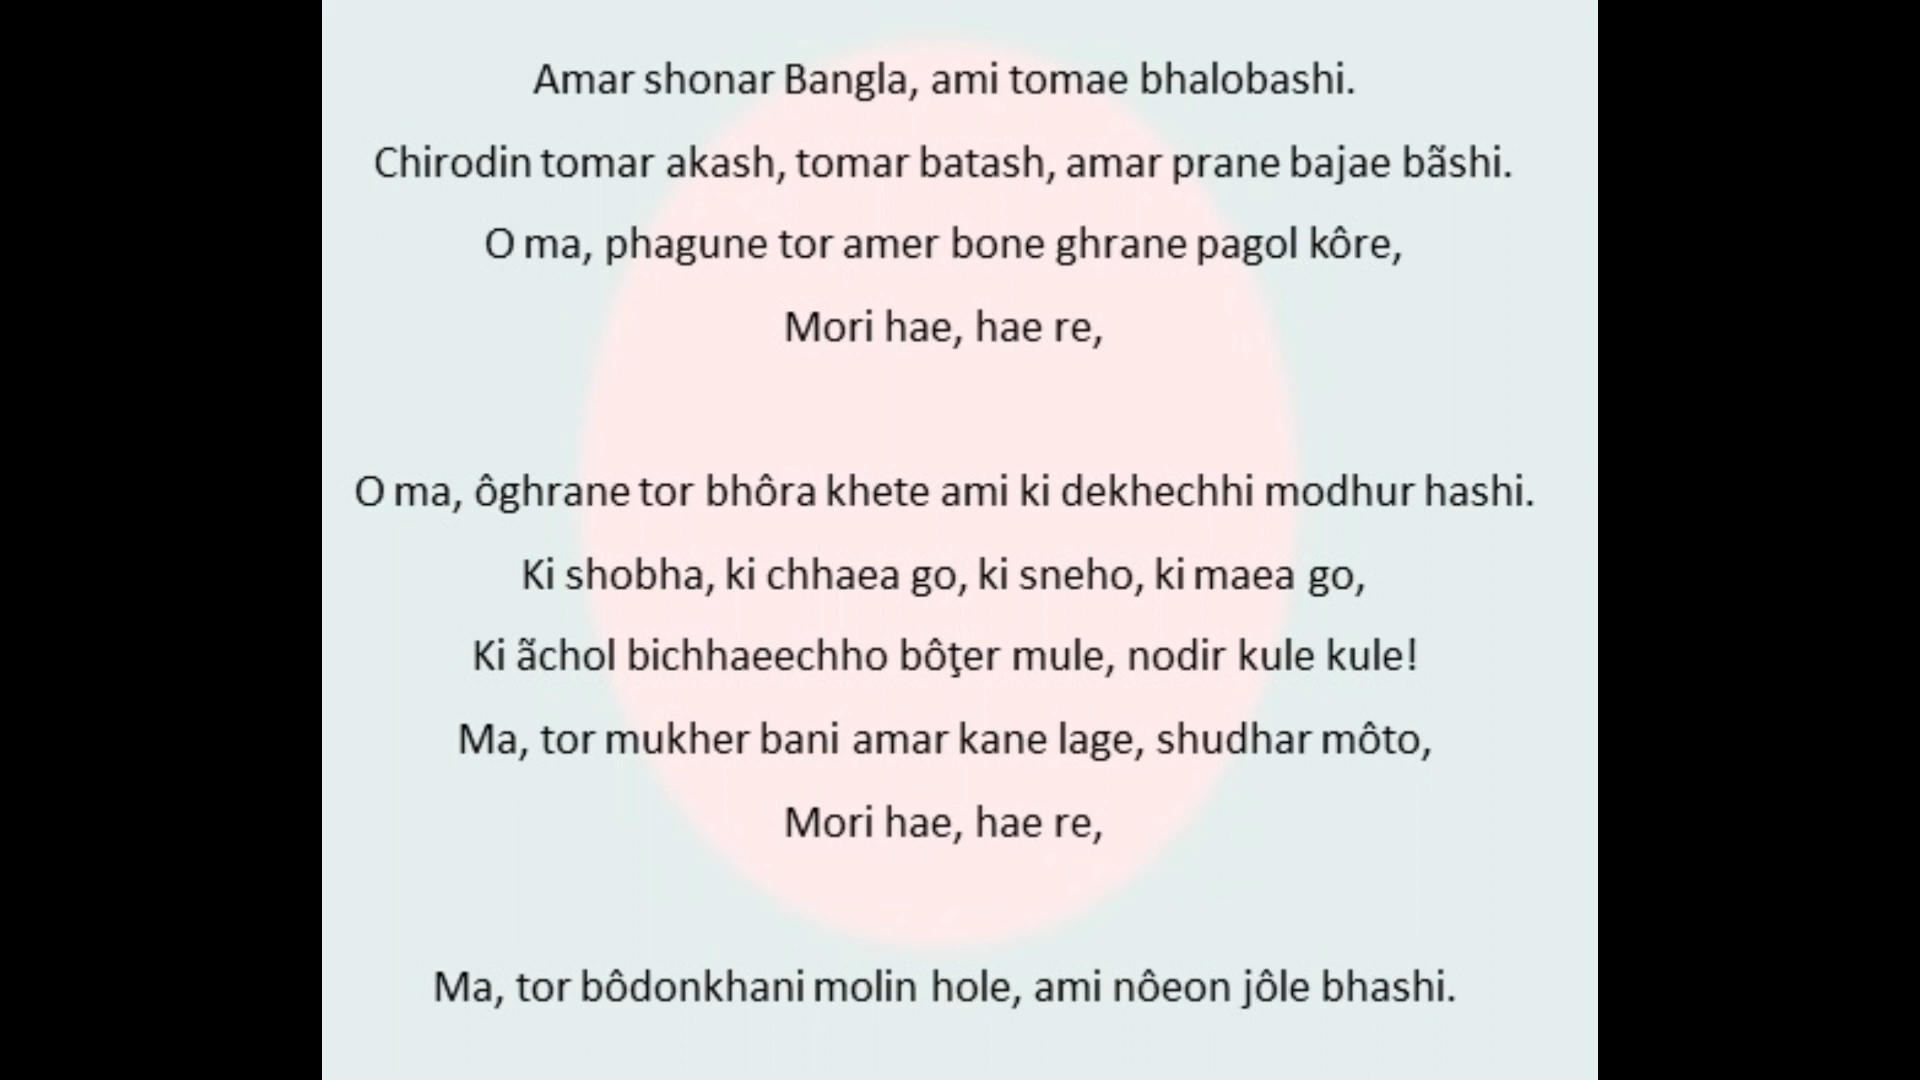 Amar shonar Bangla, ami tomae bhalobashi.
Chirodin tomar akash, tomar batash, amar prane bajae bãshi.
O ma, phagune tor amer bone ghrane pagol kôre,
Mori hae, hae re,
O ma, ôghrane tor bhôra khete ami ki dekhechhi modhur hashi.
Ki shobha, ki chhaea go, ki sneho, ki maea go,
Ki ãchol bichhaeechho bôţer mule, nodir kule kule!
Ma, tor mukher bani amar kane lage, shudhar môto,
Mori hae, hae re,
Ma, tor bôdonkhani molin hole, ami nôeon jôle bhashi.